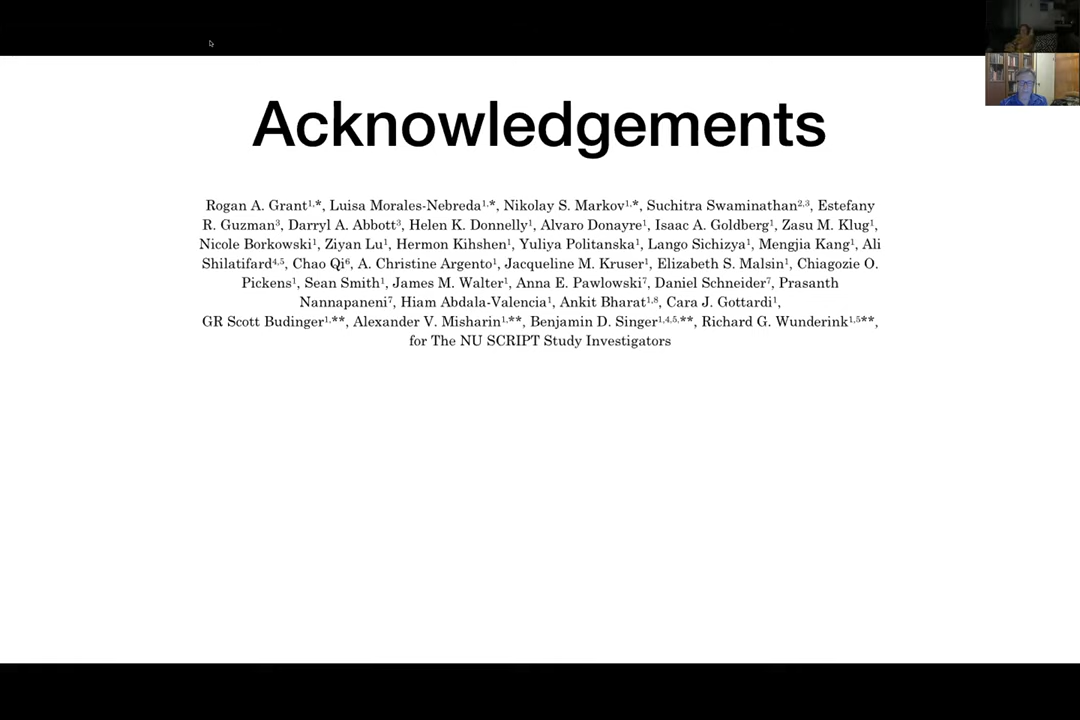 Acknowledgements
Rogan A. Grant¹,*, Luisa Morales-Nebreda¹,*, Nikolay S. Markov¹,*, Suchitra Swaminathan²,³, Estefany
R. Guzman³, Darryl A. Abbott³, Helen K. Donnelly¹, Alvaro Donayre¹, Isaac A. Goldberg¹, Zasu M. Klug¹,
Nicole Borkowski¹, Ziyan Lu¹, Hermon Kihshen¹, Yuliya Politanska¹, Lango Sichizya¹, Mengjia Kang¹, Ali
Shilatifard⁴,⁵, Chao Qi⁶, A. Christine Argento¹, Jacqueline M. Kruser¹, Elizabeth S. Malsin¹, Chiagozie O.
Pickens¹, Sean Smith¹, James M. Walter¹, Anna E. Pawlowski⁷, Daniel Schneider⁷, Prasanth
Nannapaneni⁷, Hiam Abdala-Valencia¹, Ankit Bharat¹,⁸, Cara J. Gottardi¹,
GR Scott Budinger¹,**, Alexander V. Misharin¹,**, Benjamin D. Singer¹,⁴,⁵,**, Richard G. Wunderink¹,⁵**,
for The NU SCRIPT Study Investigators